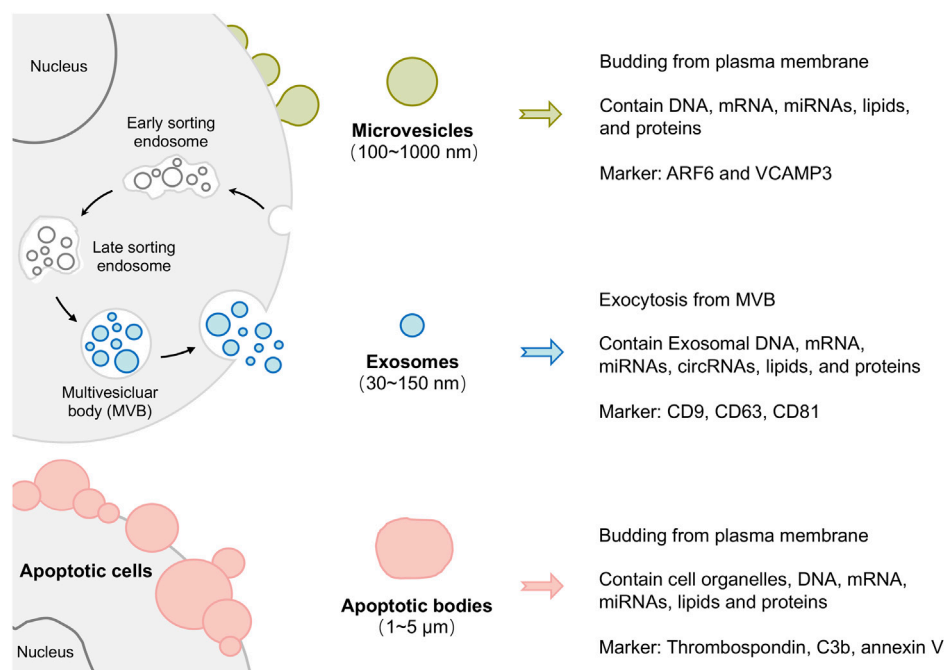 Nucleus
Early sorting
endosome
Late sorting
endosome
Multivesicluar
body (MVB)
Microvesicles
(100~1000 nm)
Budding from plasma membrane
Contain DNA, mRNA, miRNAs, lipids,
and proteins
Marker: ARF6 and VCAMP3
Exosomes
(30~150 nm)
Exocytosis from MVB
Contain Exosomal DNA, mRNA,
miRNAs, circRNAs, lipids, and proteins
Marker: CD9, CD63, CD81
Apoptotic cells
Nucleus
Apoptotic bodies
(1~5 μm)
Budding from plasma membrane
Contain cell organelles, DNA, mRNA,
miRNAs, lipids and proteins
Marker: Thrombospondin, C3b, annexin V